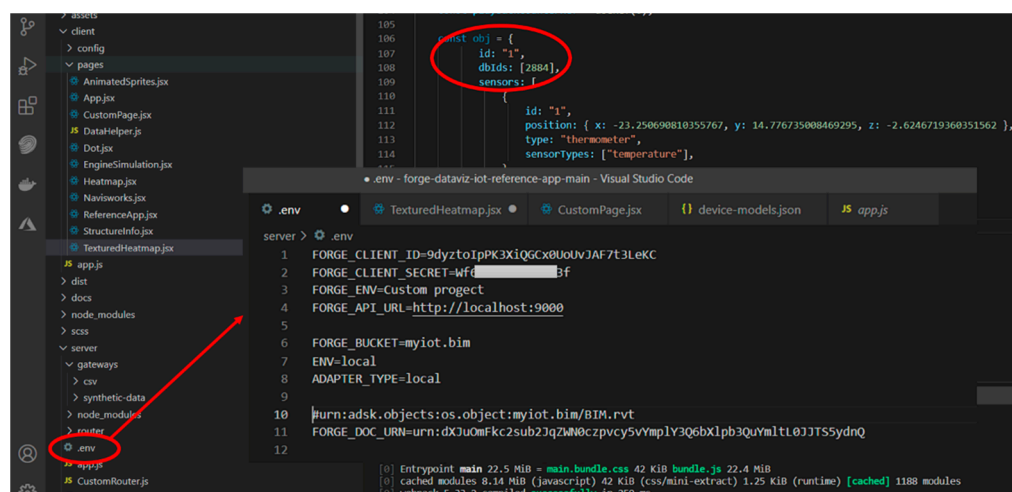 assets
client
config
pages
AnimatedSprites.jsx
App.jsx
CustomPage.jsx
JS DataHelper.js
Dot.jsx
EngineSimulation.jsx
Heatmap.jsx
Navisworks.jsx
ReferenceApp.jsx
StructureInfo.jsx
TexturedHeatmap.jsx
JS app.js
dist
docs
node_modules
scss
server
gateways
csv
synthetic-data
node_modules
router
.env
JS app.js
JS CustomRouter.js
105
106 const obj = {
107 id: "1",
108 dbIds: [2884],
109 sensors: [
110 {
111 id: "1",
112 position: { x: -23.250690810355767, y: 14.776735008469295, z: -2.6246719360351562 },
113 type: "thermometer",
114 sensorTypes: ["temperature"],
● .env - forge-dataviz-iot-reference-app-main - Visual Studio Code
.env ● TexturedHeatmap.jsx ● CustomPage.jsx {} device-models.json JS app.js
server > .env
1 FORGE_CLIENT_ID=9dyztoIpPK3XiQGCx0UoUvJAF7t3LeKC
2 FORGE_CLIENT_SECRET=Wf6 3f
3 FORGE_ENV=Custom progect
4 FORGE_API_URL=http://localhost:9000
5
6 FORGE_BUCKET=myiot.bim
7 ENV=local
8 ADAPTER_TYPE=local
9
10 #urn:adsk.objects:os.object:myiot.bim/BIM.rvt
11 FORGE_DOC_URN=urn:dXJuOmFkc2sub2JqZWN0czpvcy5vYmplY3Q6bXlpb3QuYmltL0JJTS5ydnQ
12
[0] Entrypoint main 22.5 MiB = main.bundle.css 42 KiB bundle.js 22.4 MiB
[0] cached modules 8.14 MiB (javascript) 42 KiB (css/mini-extract) 1.25 KiB (runtime) [cached] 1188 modules